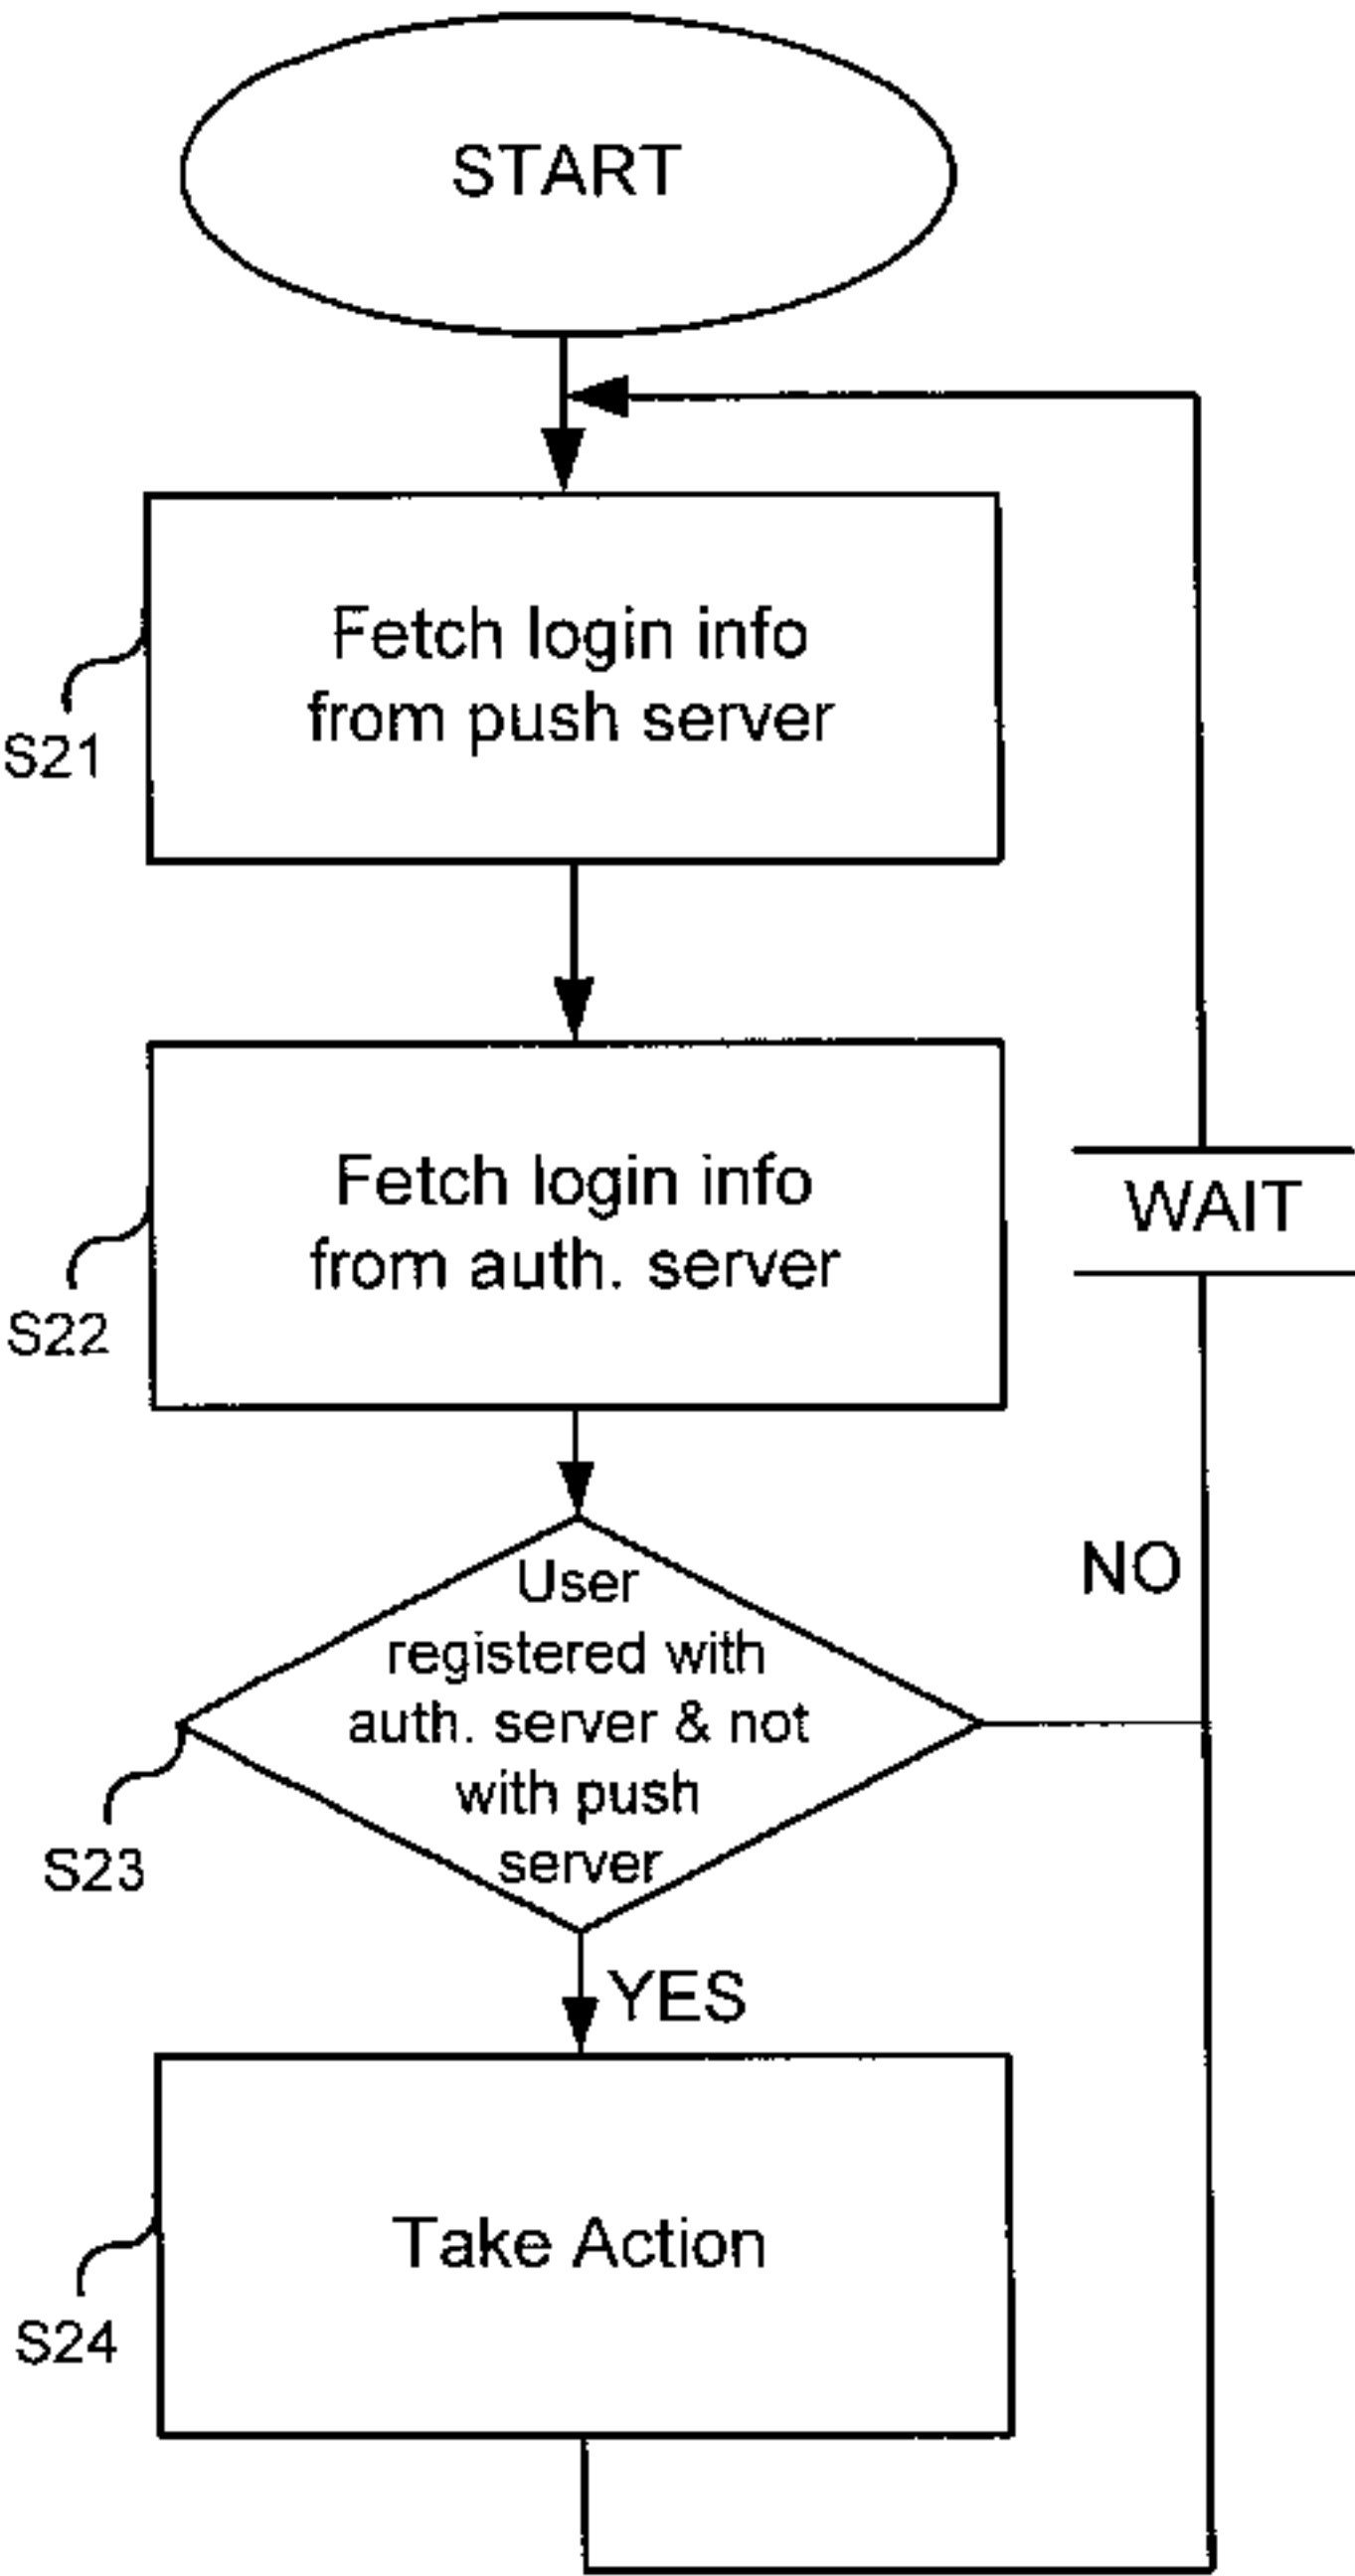 START
Fetch login info
from push server
S21
Fetch login info
from auth. server
S22
WAIT
NO
User
registered with
auth. server & not
with push
server
S23
YES
Take Action
S24